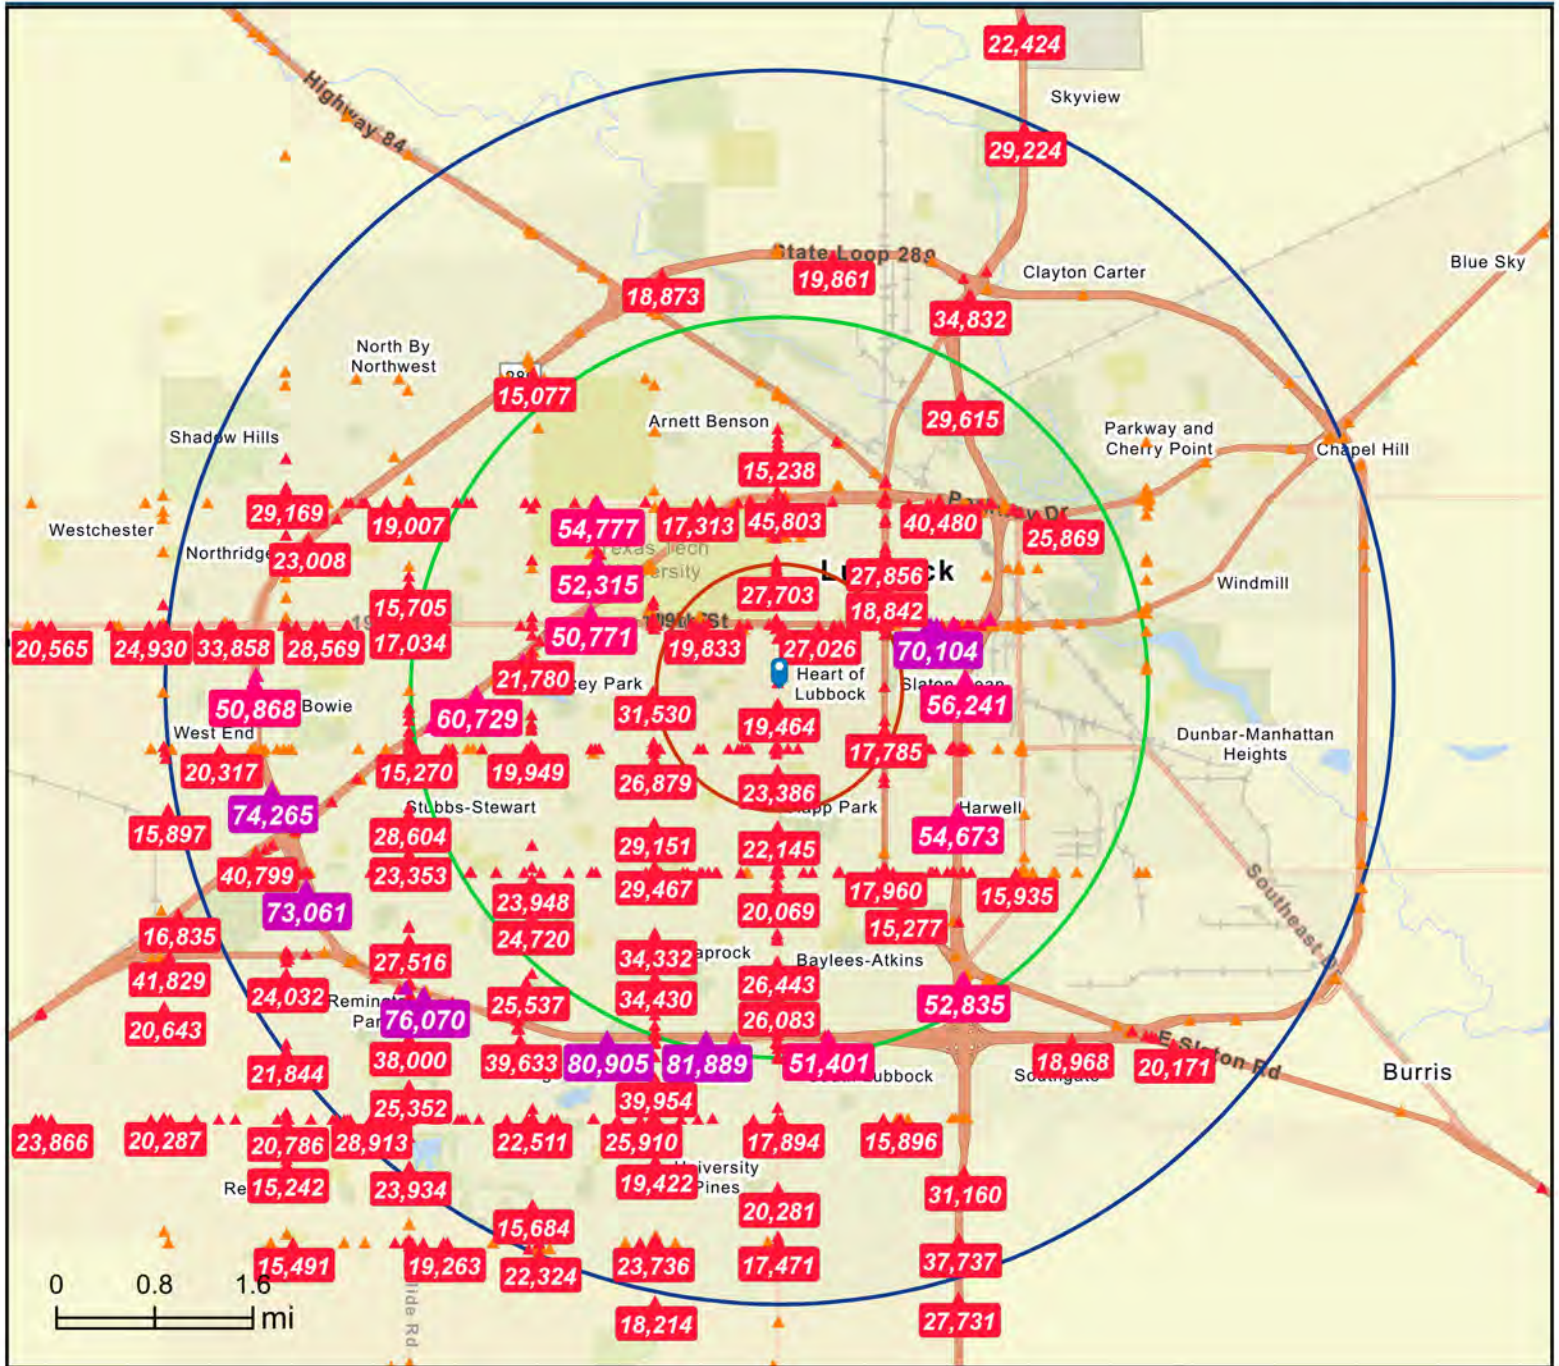 22,424
Skyview
Highway 84
29,224
State Loop 289
19,861
Clayton Carter
Blue Sky
18,873
34,832
North By
Northwest
15,077
29,615
Arnett Benson
Parkway and
Cherry Point
Shadow Hills
Chapel Hill
15,238
29,169
19,007
54,777
17,313
45,803
40,480
Dr
25,869
Westchester
Northridge
23,008
Texas Tech
52,315
27,703
27,856
Windmill
15,705
18,842
St
20,565
24,930
33,858
28,569
17,034
50,771
19,833
27,026
70,104
21,780
Heart of
Lubbock
50,868
Bowie
60,729
31,530
19,464
56,241
West End
Dunbar-Manhattan
Heights
20,317
15,270
19,949
26,879
17,785
23,386
74,265
Stubbs-Stewart
Park
Harwell
15,897
28,604
29,151
22,145
54,673
40,799
23,353
29,467
17,960
15,935
73,061
23,948
20,069
15,277
Southeast
16,835
24,720
27,516
34,332
Baylees-Atkins
41,829
24,032
25,537
34,430
26,443
52,835
20,643
76,070
26,083
38,000
39,633
80,905
81,889
51,401
18,968
20,171
E Slaton Rd
21,844
Burris
25,352
39,954
23,866
20,287
20,786
28,913
22,511
25,910
17,894
15,896
15,242
23,934
19,422
University
Pines
31,160
15,684
20,281
15,491
19,263
22,324
23,736
17,471
37,737
0 0.8 1.6
mi
18,214
27,731